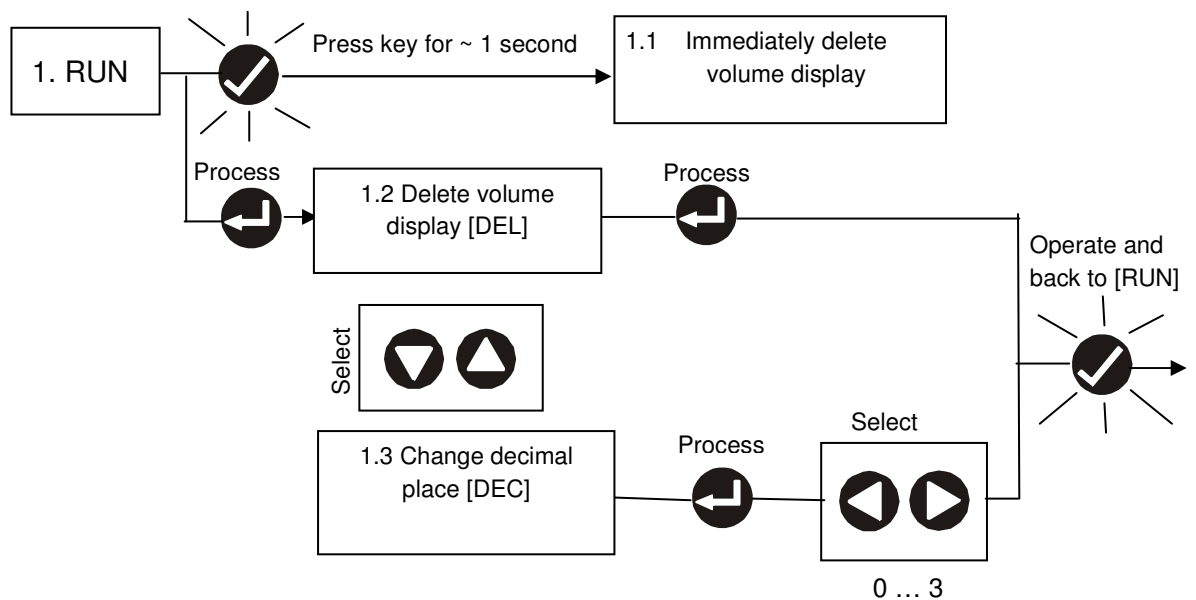 1. RUN
Press key for ~ 1 second
1.1 Immediately delete
volume display
Process
1.2 Delete volume
display [DEL]
Process
Operate and
back to [RUN]
Select
1.3 Change decimal
place [DEC]
Process
Select
0 … 3